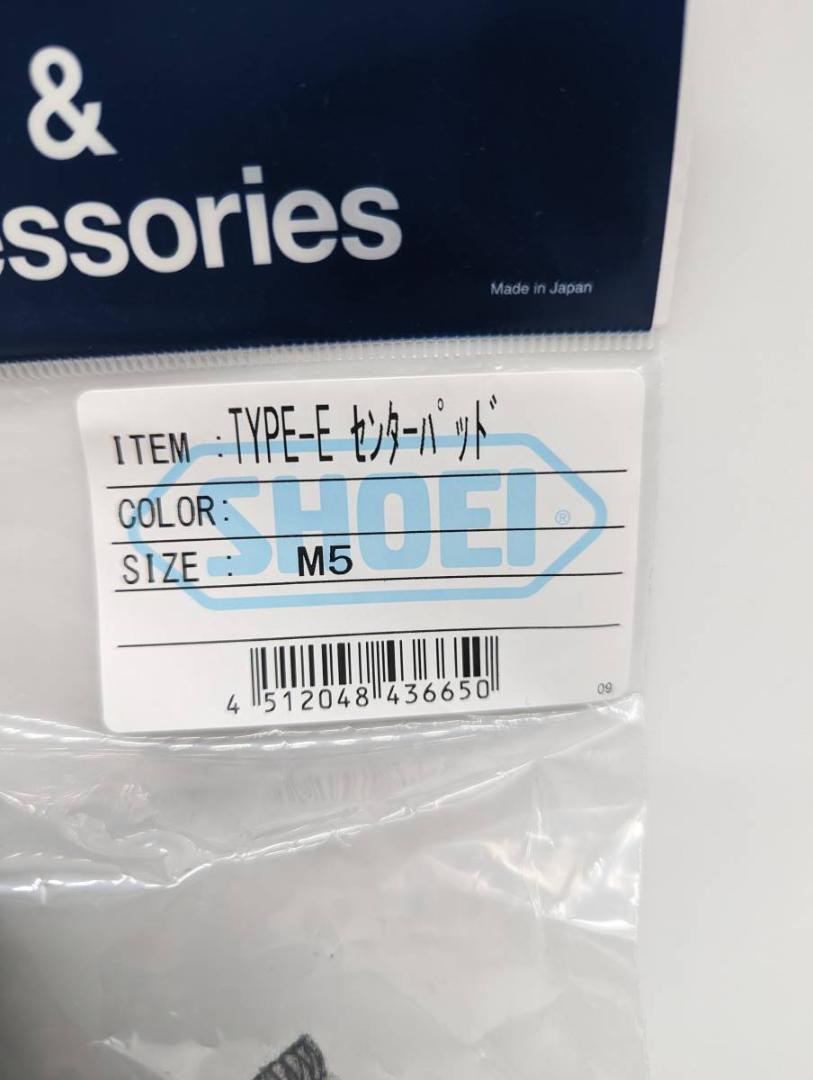 &
essories
Made in Japan
ITEM :TYPE-E ｾﾝﾀｰﾊﾟｯﾄﾞ
SHOEI®
COLOR:
SIZE : M5
4 512048 436650
09